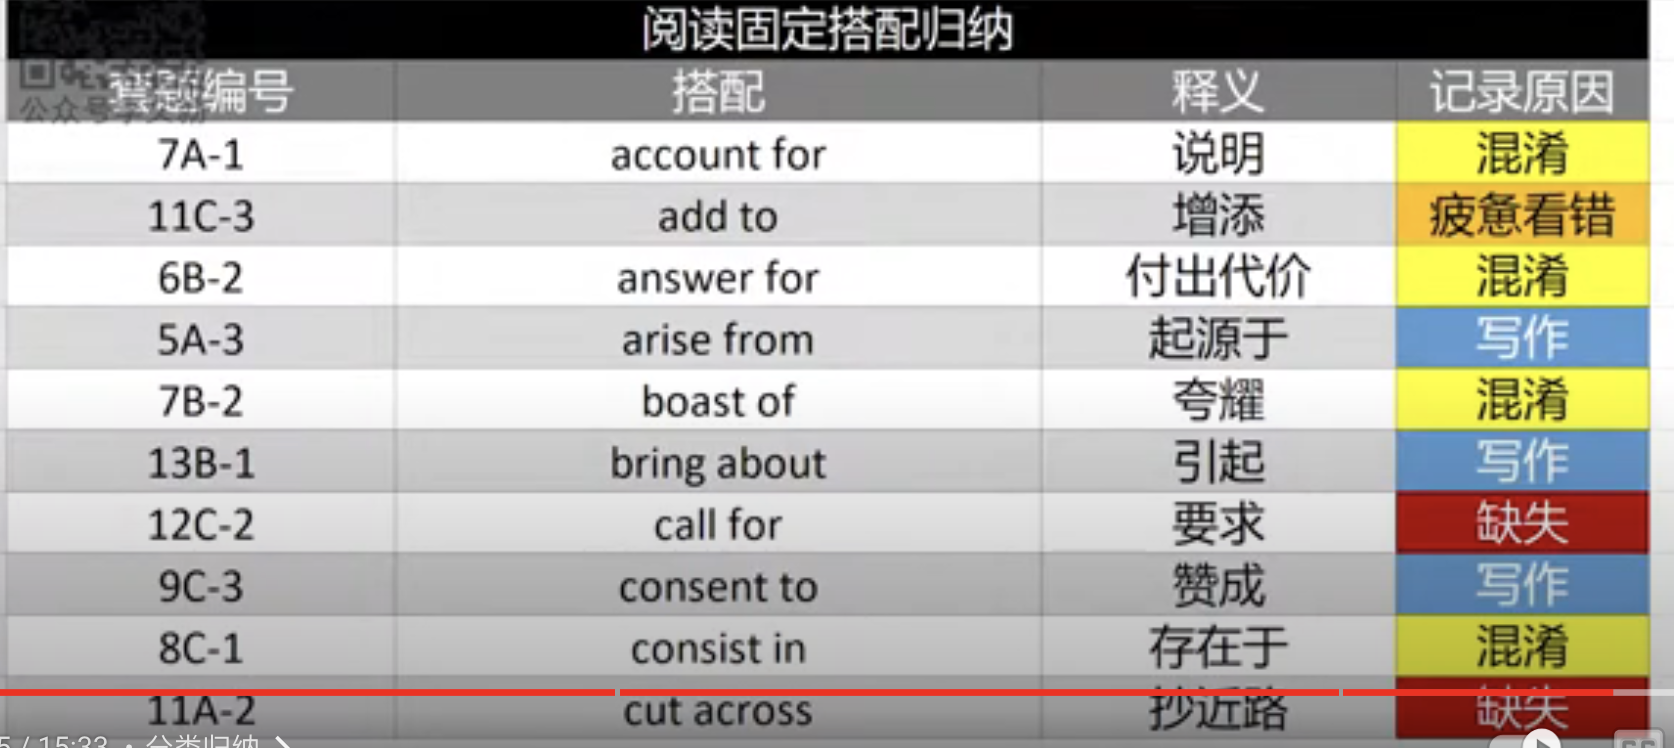 阅读固定搭配归纳
套题编号 搭配 释义 记录原因
公众号
7A-1 account for 说明 混淆
11C-3 add to 增添 疲惫看错
6B-2 answer for 付出代价 混淆
5A-3 arise from 起源于 写作
7B-2 boast of 夸耀 混淆
13B-1 bring about 引起 写作
12C-2 call for 要求 缺失
9C-3 consent to 赞成 写作
8C-1 consist in 存在于 混淆
11A-2 cut across 抄近路 缺失
/ 15:33 · 分类归纳